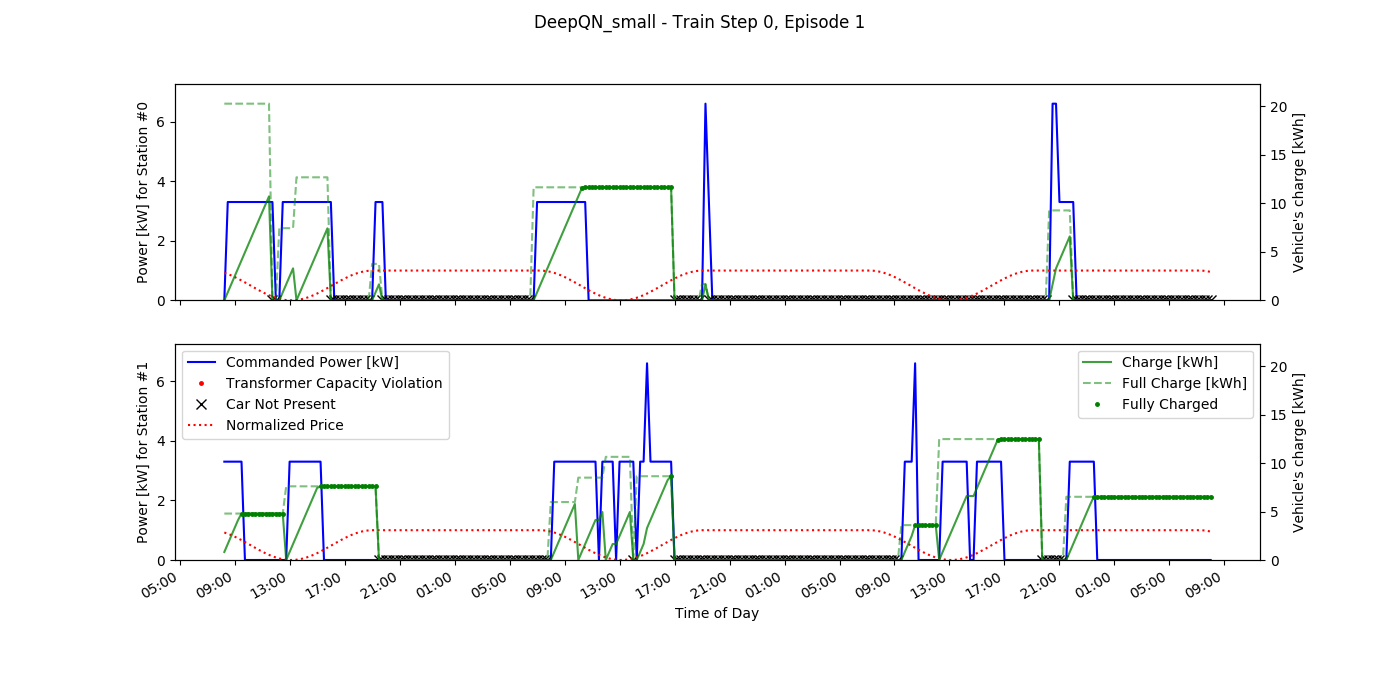 DeepQN_small - Train Step 0, Episode 1
Power [kW] for Station #0
6
4
2
0
20
15
10
5
0
Vehicle's charge [kWh]
Power [kW] for Station #1
6
4
2
0
Commanded Power [kW]
Transformer Capacity Violation
Car Not Present
Normalized Price
Charge [kWh]
Full Charge [kWh]
Fully Charged
20
15
10
5
0
Vehicle's charge [kWh]
05:00
09:00
13:00
17:00
21:00
01:00
05:00
09:00
13:00
17:00
21:00
01:00
05:00
09:00
13:00
17:00
21:00
01:00
05:00
09:00
Time of Day